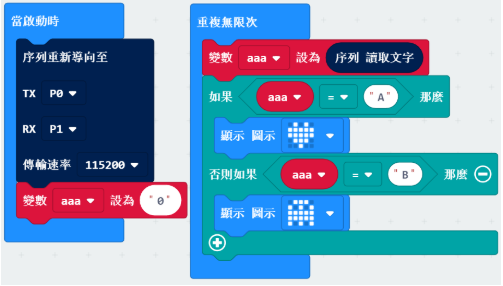 當啟動時
序列重新導向至
TX P0
RX P1
傳輸速率 115200
變數 aaa 設為 "0"
重複無限次
變數 aaa 設為 序列 讀取文字
如果 aaa = "A" 那麼
顯示 圖示
否則如果 aaa = "B" 那麼
顯示 圖示